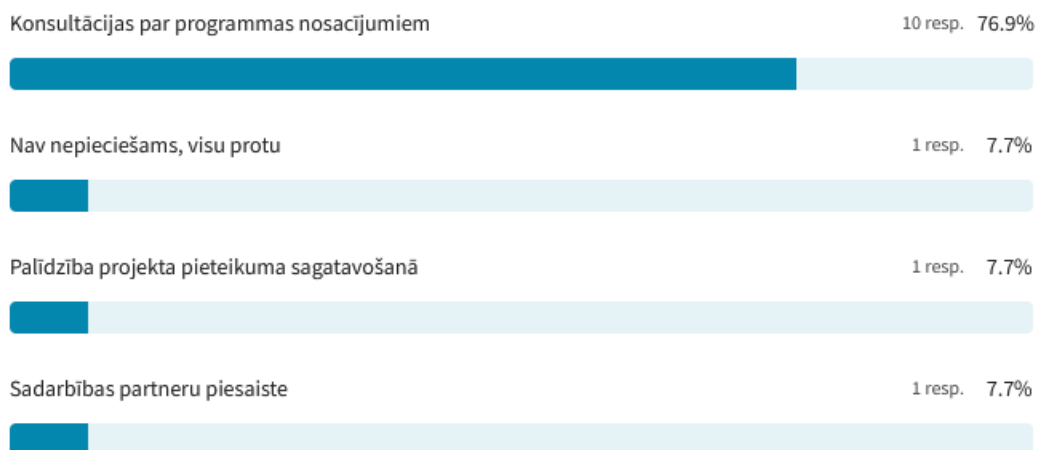 Konsultācijas par programmas nosacījumiem 10 resp. 76.9%
Nav nepieciešams, visu protu 1 resp. 7.7%
Palīdzība projekta pieteikuma sagatavošanā 1 resp. 7.7%
Sadarbības partneru piesaiste 1 resp. 7.7%